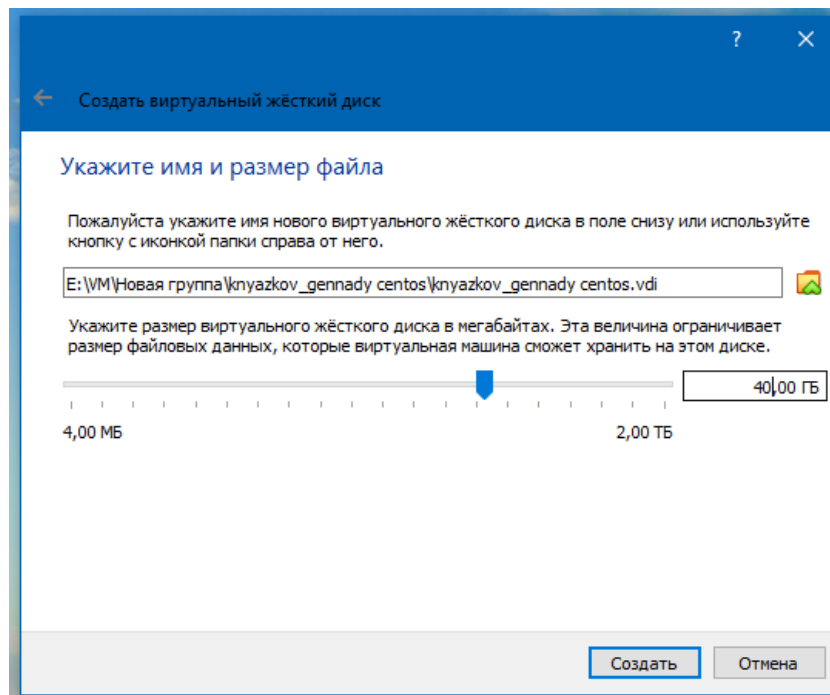 ?
Создать виртуальный жёсткий диск
Укажите имя и размер файла
Пожалуйста укажите имя нового виртуального жёсткого диска в поле снизу или используйте
кнопку с иконкой папки справа от него.
E:\VM\Новая группа\knyazkov_gennady centos\knyazkov_gennady centos.vdi
Укажите размер виртуального жёсткого диска в мегабайтах. Эта величина ограничивает
размер файловых данных, которые виртуальная машина сможет хранить на этом диске.
40,00 ГБ
4,00 МБ 2,00 ТБ
Создать Отмена